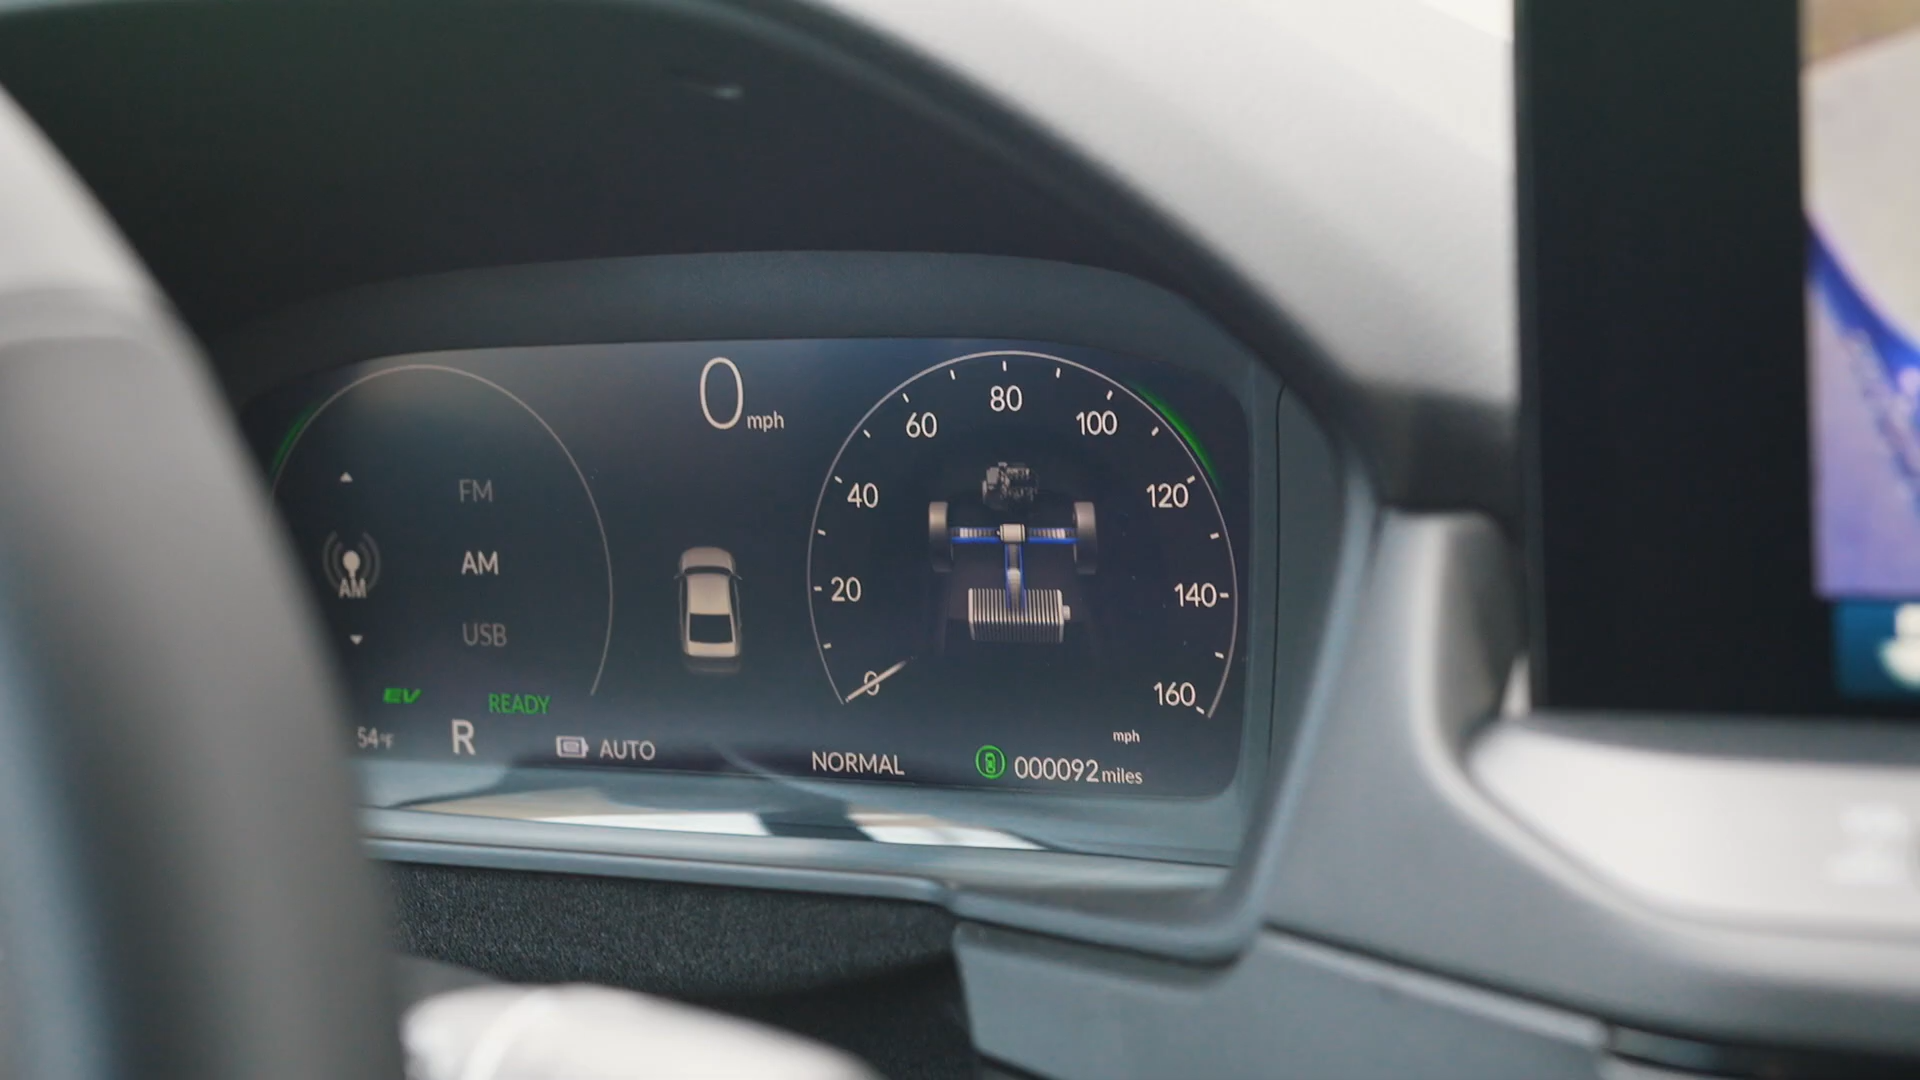 0 mph
FM
AM
AM
USB
EV READY
54°F R AUTO
0
20
40
60
80
100
120
140
160
mph
NORMAL 000092 miles